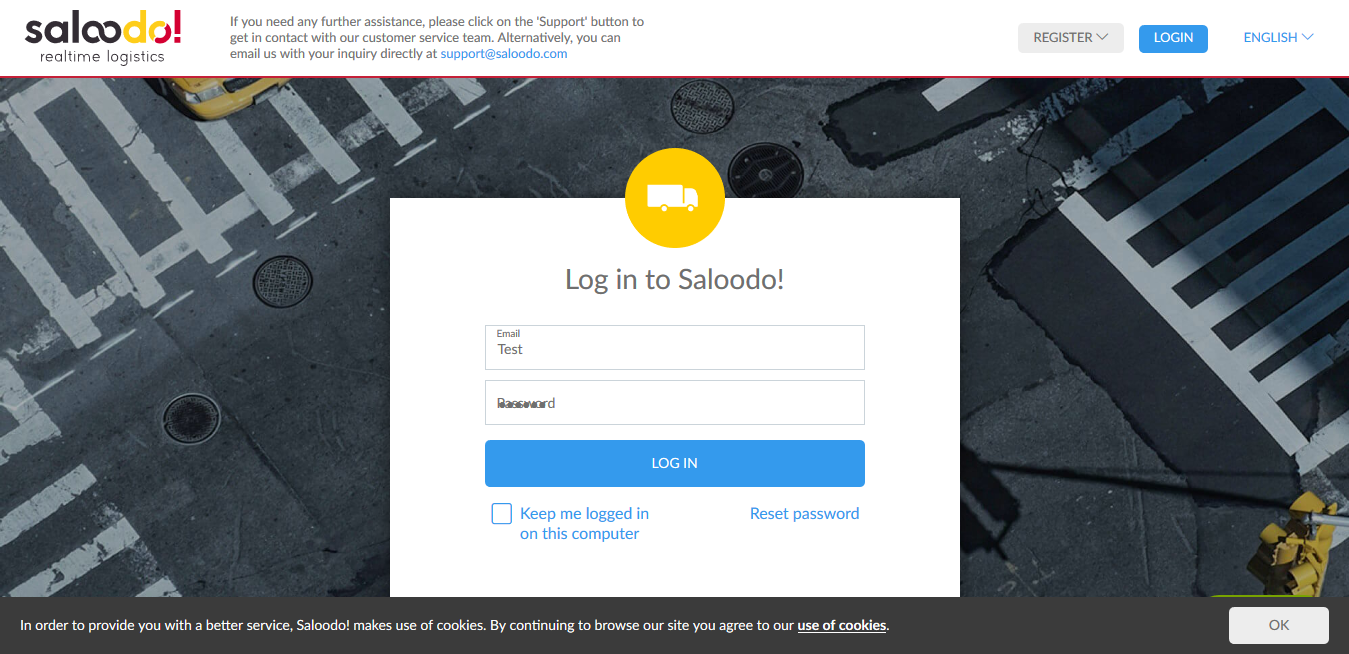 saloodo!
realtime logistics
If you need any further assistance, please click on the 'Support' button to
get in contact with our customer service team. Alternatively, you can
email us with your inquiry directly at support@saloodo.com
REGISTER
LOGIN
ENGLISH
Log in to Saloodo!
Email
Test
Password
LOG IN
Keep me logged in
on this computer
Reset password
In order to provide you with a better service, Saloodo! makes use of cookies. By continuing to browse our site you agree to our use of cookies.
OK